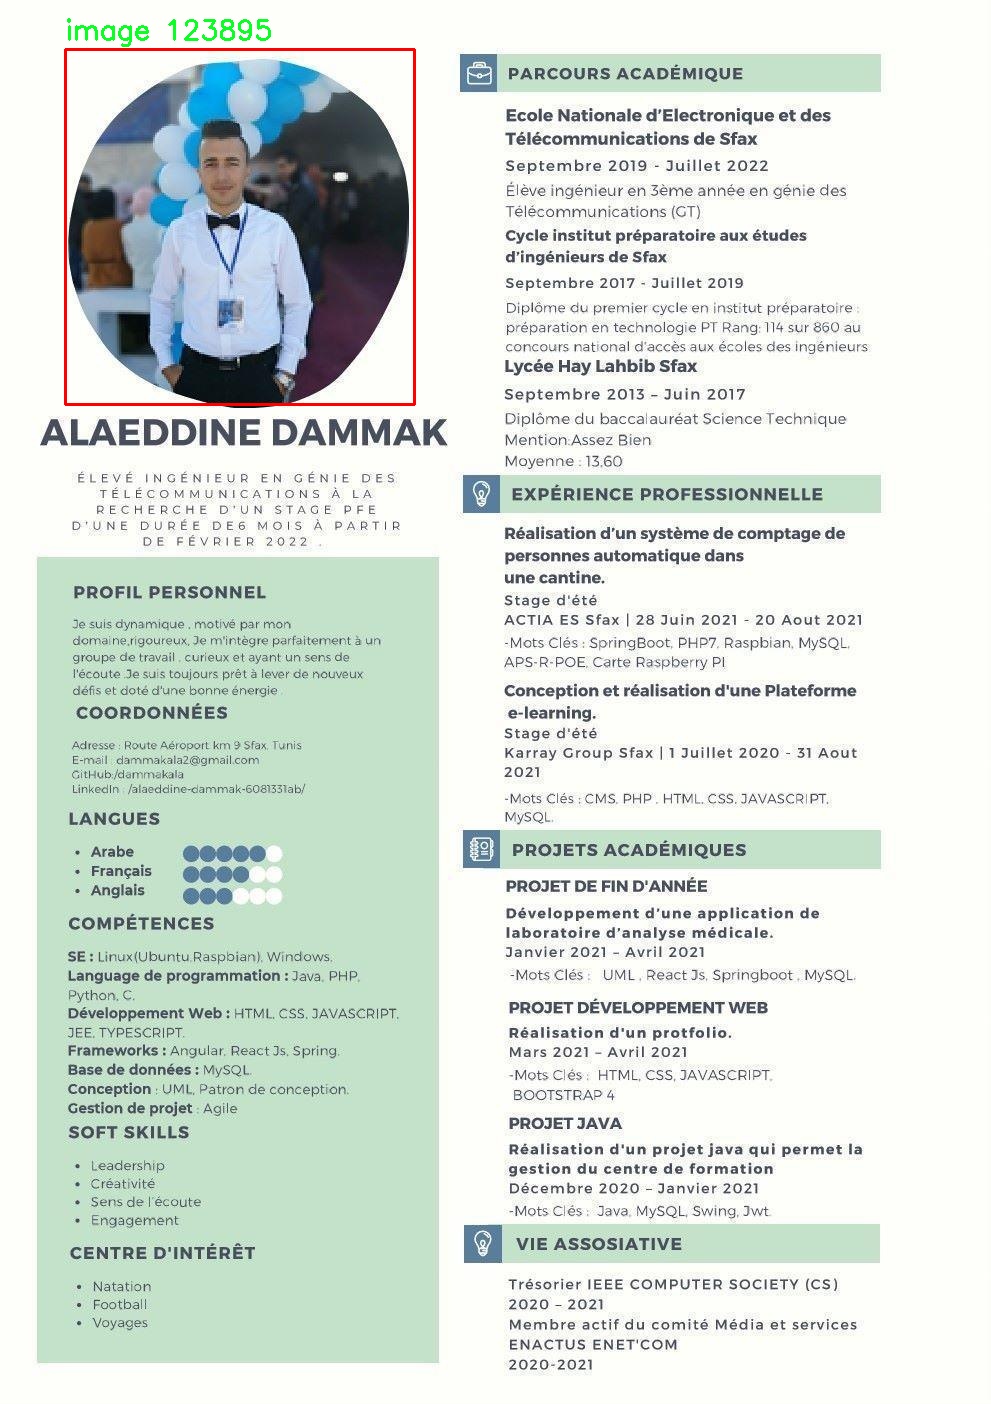 image 123895
ALAEDDINE DAMMAK
ÉLEVÉ INGÉNIEUR EN GÉNIE DES
TÉLÉCOMMUNICATIONS À LA
RECHERCHE D'UN STAGE PFE
D'UNE DURÉE DE6 MOIS À PARTIR
DE FÉVRIER 2022 .
PROFIL PERSONNEL
Je suis dynamique , motivé par mon
domaine,rigoureux, Je m'intègre parfaitement à un
groupe de travail , curieux et ayant un sens de
l'écoute .Je suis toujours prêt à lever de nouveux
défis et doté d'une bonne énergie .
COORDONNÉES
Adresse : Route Aéroport km 9 Sfax, Tunis
E-mail : dammakala2@gmail.com
GitHub:/dammakala
LinkedIn : /alaeddine-dammak-6081331ab/
LANGUES
• Arabe
• Français
• Anglais
COMPÉTENCES
SE : Linux(Ubuntu,Raspbian), Windows.
Language de programmation : Java, PHP,
Python, C.
Développement Web : HTML, CSS, JAVASCRIPT,
JEE, TYPESCRIPT.
Frameworks : Angular, React Js, Spring.
Base de données : MySQL.
Conception : UML, Patron de conception.
Gestion de projet : Agile
SOFT SKILLS
• Leadership
• Créativité
• Sens de l'écoute
• Engagement
CENTRE D'INTÉRÊT
• Natation
• Football
• Voyages
PARCOURS ACADÉMIQUE
Ecole Nationale d'Electronique et des
Télécommunications de Sfax
Septembre 2019 - Juillet 2022
Élève ingénieur en 3ème année en génie des
Télécommunications (GT)
Cycle institut préparatoire aux études
d'ingénieurs de Sfax
Septembre 2017 - Juillet 2019
Diplôme du premier cycle en institut préparatoire :
préparation en technologie PT Rang: 114 sur 860 au
concours national d'accès aux écoles des ingénieurs
Lycée Hay Lahbib Sfax
Septembre 2013 – Juin 2017
Diplôme du baccalauréat Science Technique
Mention:Assez Bien
Moyenne : 13,60
EXPÉRIENCE PROFESSIONNELLE
Réalisation d'un système de comptage de
personnes automatique dans
une cantine.
Stage d'été
ACTIA ES Sfax | 28 Juin 2021 - 20 Aout 2021
-Mots Clés : SpringBoot, PHP7, Raspbian, MySQL,
APS-R-POE, Carte Raspberry PI
Conception et réalisation d'une Plateforme
e-learning.
Stage d'été
Karray Group Sfax | 1 Juillet 2020 - 31 Aout
2021
-Mots Clés : CMS, PHP , HTML, CSS, JAVASCRIPT,
MySQL.
PROJETS ACADÉMIQUES
PROJET DE FIN D'ANNÉE
Développement d'une application de
laboratoire d'analyse médicale.
Janvier 2021 – Avril 2021
-Mots Clés : UML , React Js, Springboot , MySQL.
PROJET DÉVELOPPEMENT WEB
Réalisation d'un protfolio.
Mars 2021 – Avril 2021
-Mots Clés : HTML, CSS, JAVASCRIPT,
BOOTSTRAP 4
PROJET JAVA
Réalisation d'un projet java qui permet la
gestion du centre de formation
Décembre 2020 – Janvier 2021
-Mots Clés : Java, MySQL, Swing, Jwt.
VIE ASSOSIATIVE
Trésorier IEEE COMPUTER SOCIETY (CS)
2020 – 2021
Membre actif du comité Média et services
ENACTUS ENET'COM
2020-2021